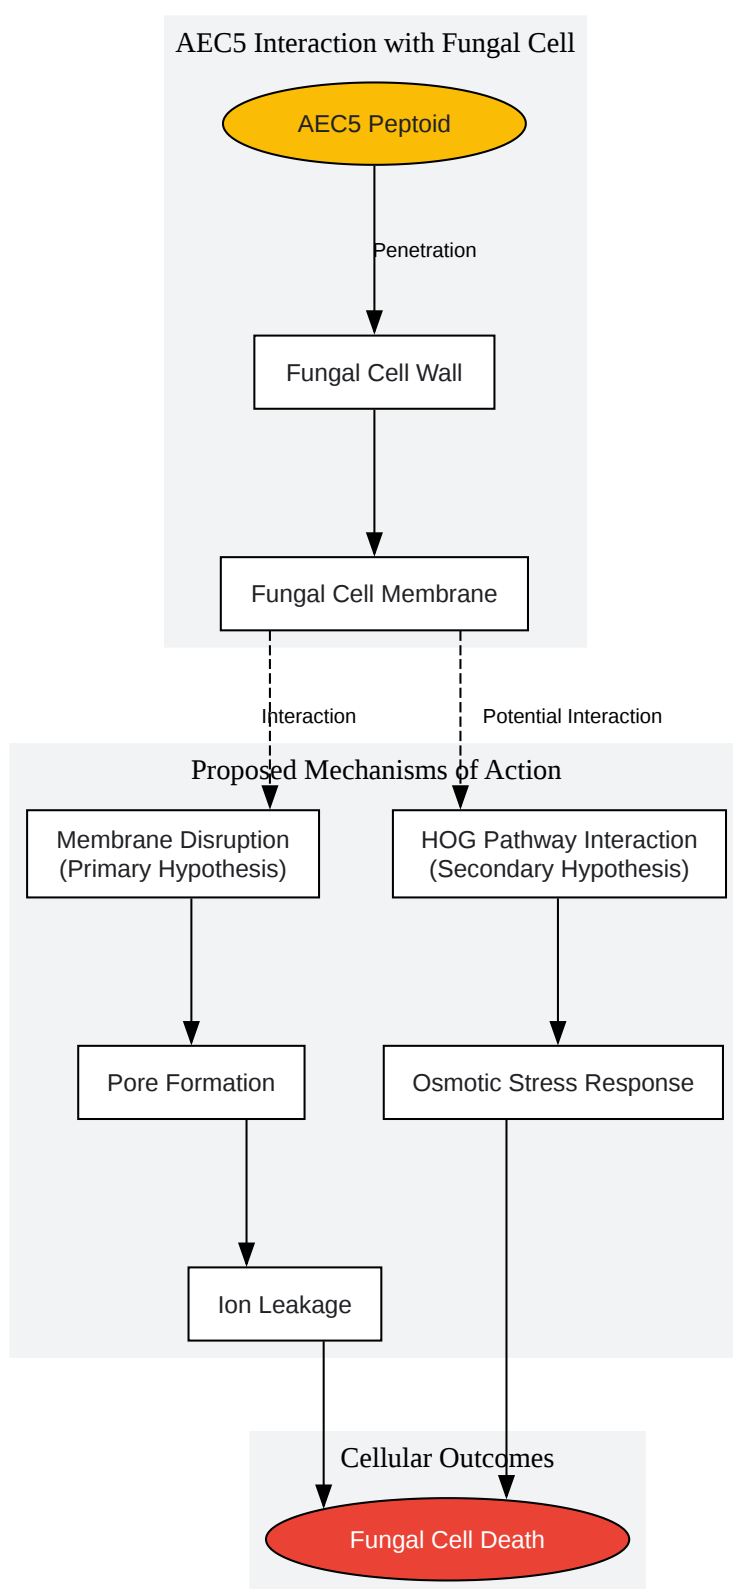 AEC5 Interaction with Fungal Cell
AEC5 Peptoid
Penetration
Fungal Cell Wall
Fungal Cell Membrane
Interaction
Potential Interaction
Proposed Mechanisms of Action
Membrane Disruption
(Primary Hypothesis)
HOG Pathway Interaction
(Secondary Hypothesis)
Pore Formation
Osmotic Stress Response
Ion Leakage
Cellular Outcomes
Fungal Cell Death